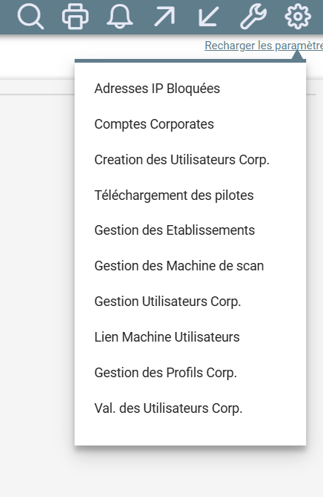 Recharger les paramètre
Adresses IP Bloquées
Comptes Corporates
Creation des Utilisateurs Corp.
Téléchargement des pilotes
Gestion des Etablissements
Gestion des Machine de scan
Gestion Utilisateurs Corp.
Lien Machine Utilisateurs
Gestion des Profils Corp.
Val. des Utilisateurs Corp.